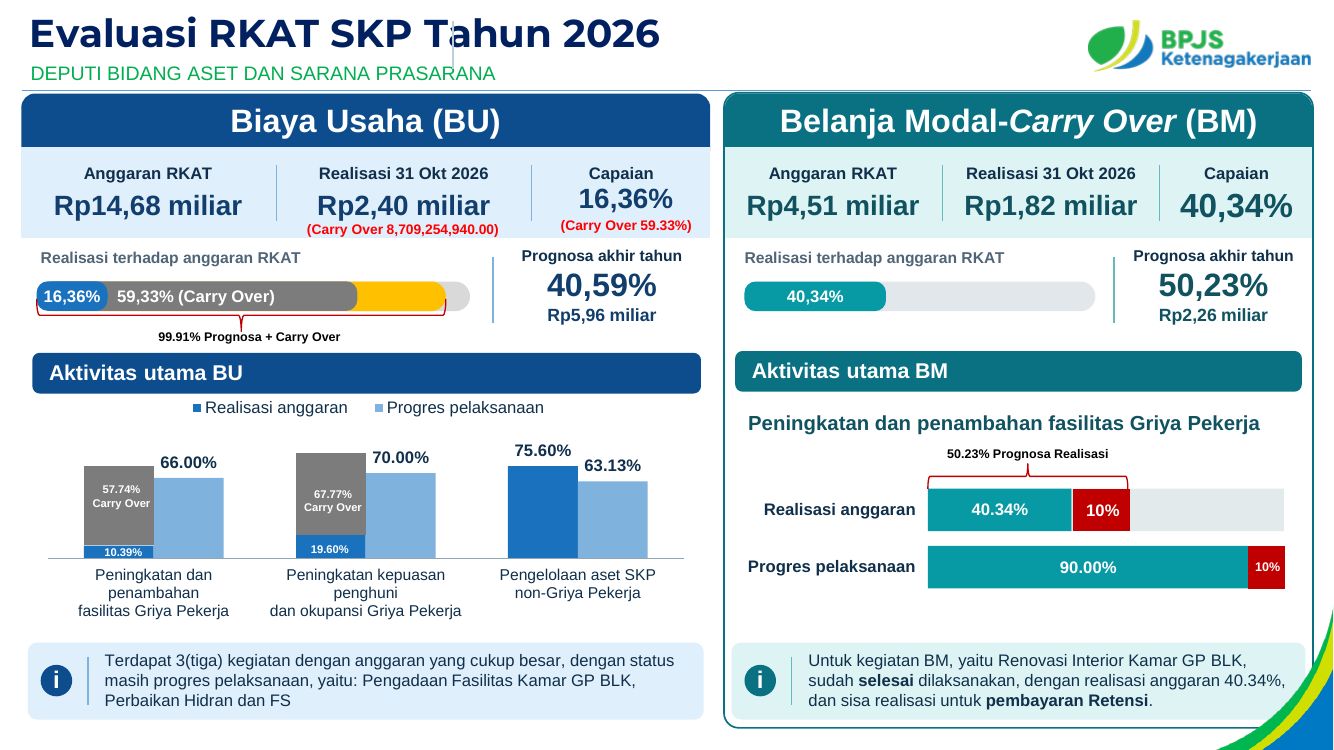 Evaluasi RKAT SKP Tahun 2026
DEPUTI BIDANG ASET DAN SARANA PRASARANA
BPJS
Ketenagakerjaan
Biaya Usaha (BU)
Anggaran RKAT
Rp14,68 miliar
Realisasi 31 Okt 2026
Rp2,40 miliar
(Carry Over 8,709,254,940.00)
Capaian
16,36%
(Carry Over 59.33%)
Realisasi terhadap anggaran RKAT
16,36%
59,33% (Carry Over)
99.91% Prognosa + Carry Over
Prognosa akhir tahun
40,59%
Rp5,96 miliar
Aktivitas utama BU
Realisasi anggaran
Progres pelaksanaan
57.74%
Carry Over
10.39%
66.00%
67.77%
Carry Over
19.60%
70.00%
75.60%
63.13%
Peningkatan dan
penambahan
fasilitas Griya Pekerja
Peningkatan kepuasan
penghuni
dan okupansi Griya Pekerja
Pengelolaan aset SKP
non-Griya Pekerja
i
Terdapat 3(tiga) kegiatan dengan anggaran yang cukup besar, dengan status
masih progres pelaksanaan, yaitu: Pengadaan Fasilitas Kamar GP BLK,
Perbaikan Hidran dan FS
Belanja Modal-Carry Over (BM)
Anggaran RKAT
Rp4,51 miliar
Realisasi 31 Okt 2026
Rp1,82 miliar
Capaian
40,34%
Realisasi terhadap anggaran RKAT
40,34%
Prognosa akhir tahun
50,23%
Rp2,26 miliar
Aktivitas utama BM
Peningkatan dan penambahan fasilitas Griya Pekerja
50.23% Prognosa Realisasi
Realisasi anggaran
40.34%
10%
Progres pelaksanaan
90.00%
10%
i
Untuk kegiatan BM, yaitu Renovasi Interior Kamar GP BLK,
sudah selesai dilaksanakan, dengan realisasi anggaran 40.34%,
dan sisa realisasi untuk pembayaran Retensi.